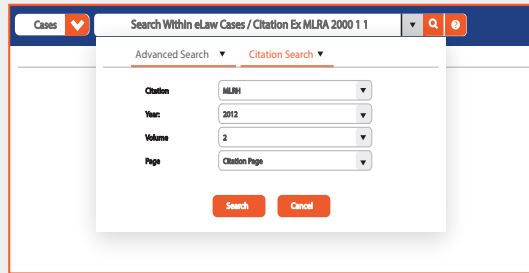 Cases Search Within eLaw Cases / Citation Ex MLRA 2000 1 1 ?
Advanced Search Citation Search
Citation MLRH
Year: 2012
Volume 2
Page Citation Page
Search Cancel